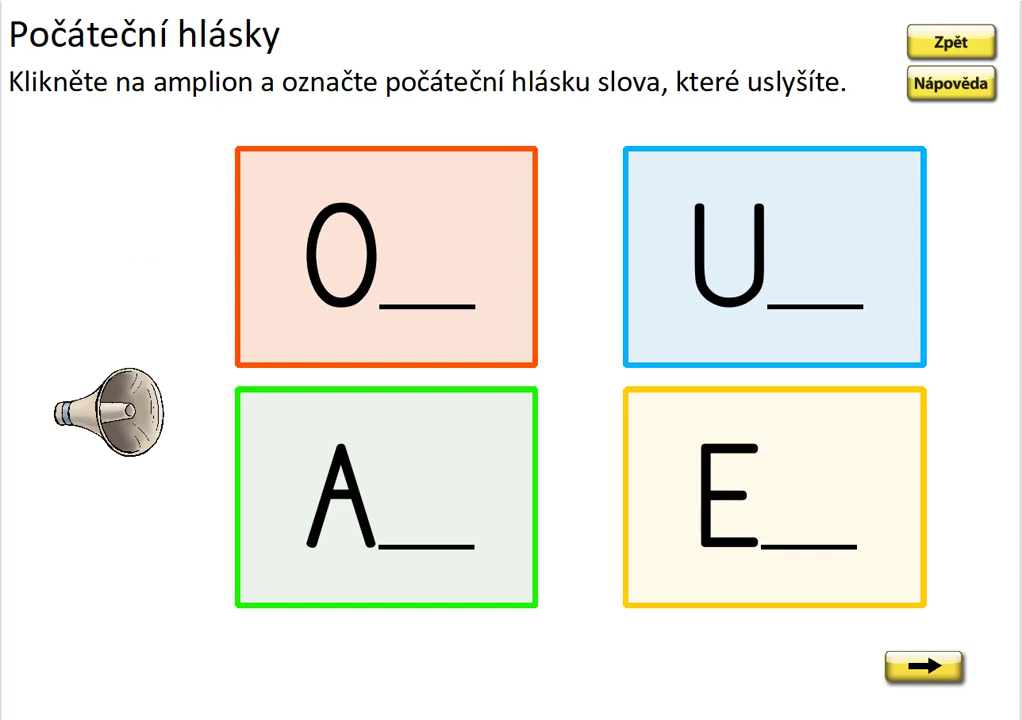 Počáteční hlásky
Zpět
Klikněte na amplion a označte počáteční hlásku slova, které uslyšíte.
Nápověda
O__
U__
A__
E__